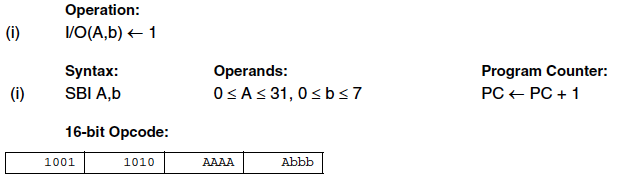 Operation:
(i) I/O(A,b) ← 1
Syntax: Operands: Program Counter:
(i) SBI A,b 0 ≤ A ≤ 31, 0 ≤ b ≤ 7 PC ← PC + 1
16-bit Opcode:
1001 1010 AAAA Abbb